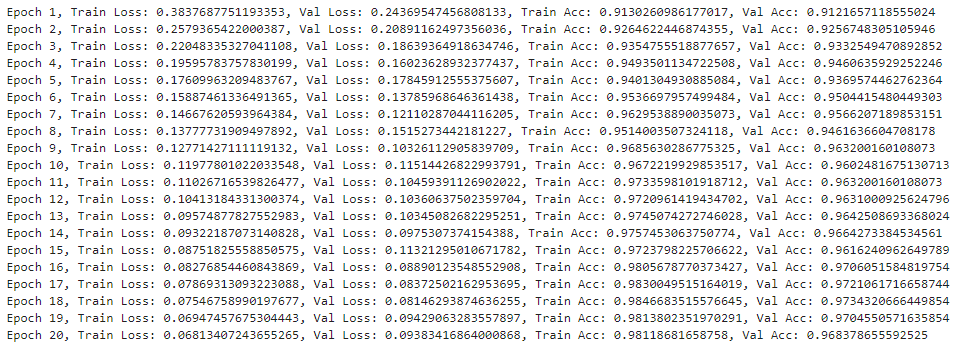 Epoch 1, Train Loss: 0.3837687751193353, Val Loss: 0.24369547456808133, Train Acc: 0.9130260986177017, Val Acc: 0.9121657118555024
Epoch 2, Train Loss: 0.2579365422000387, Val Loss: 0.20891162497356036, Train Acc: 0.9264622446874355, Val Acc: 0.9256748305105946
Epoch 3, Train Loss: 0.22048335327041108, Val Loss: 0.18639364918634746, Train Acc: 0.9354755518877657, Val Acc: 0.9332549470892852
Epoch 4, Train Loss: 0.19595783757830199, Val Loss: 0.16023628932377437, Train Acc: 0.9493501134722508, Val Acc: 0.9460635929252246
Epoch 5, Train Loss: 0.17609963209483767, Val Loss: 0.17845912555375607, Train Acc: 0.9401304930885084, Val Acc: 0.9369574462762364
Epoch 6, Train Loss: 0.15887461336491365, Val Loss: 0.13785968646361438, Train Acc: 0.9536697957499484, Val Acc: 0.9504415480449303
Epoch 7, Train Loss: 0.14667620593964384, Val Loss: 0.12110287044116205, Train Acc: 0.9629538890035073, Val Acc: 0.9566207189853151
Epoch 8, Train Loss: 0.13777731909497892, Val Loss: 0.1515273442181227, Train Acc: 0.9514003507324118, Val Acc: 0.9461636604708178
Epoch 9, Train Loss: 0.12771427111119132, Val Loss: 0.10326112905839709, Train Acc: 0.9685630286775325, Val Acc: 0.963200160108073
Epoch 10, Train Loss: 0.11977801022033548, Val Loss: 0.11514426822993791, Train Acc: 0.9672219929853517, Val Acc: 0.9602481675130713
Epoch 11, Train Loss: 0.11026716539826477, Val Loss: 0.10459391126902022, Train Acc: 0.9733598101918712, Val Acc: 0.963200160108073
Epoch 12, Train Loss: 0.10413184331300374, Val Loss: 0.10360637502359704, Train Acc: 0.9720961419434702, Val Acc: 0.9631000925624796
Epoch 13, Train Loss: 0.09574877827552983, Val Loss: 0.10345082682295251, Train Acc: 0.9745074272746028, Val Acc: 0.9642508693368024
Epoch 14, Train Loss: 0.09322187073140828, Val Loss: 0.0975307374154388, Train Acc: 0.9757453063750774, Val Acc: 0.9664273384534561
Epoch 15, Train Loss: 0.08751825558850575, Val Loss: 0.11321295010671782, Train Acc: 0.9723798225706622, Val Acc: 0.9616240962649789
Epoch 16, Train Loss: 0.08276854460843869, Val Loss: 0.08890123548552908, Train Acc: 0.9805678770373427, Val Acc: 0.9706051584819754
Epoch 17, Train Loss: 0.07869313093223088, Val Loss: 0.08372502162953695, Train Acc: 0.9830049515164019, Val Acc: 0.9721061716658744
Epoch 18, Train Loss: 0.07546758990197677, Val Loss: 0.08146293874636255, Train Acc: 0.9846683515576645, Val Acc: 0.9734320666449854
Epoch 19, Train Loss: 0.06947457675304443, Val Loss: 0.09429063283557897, Train Acc: 0.9813802351970291, Val Acc: 0.9704550571635854
Epoch 20, Train Loss: 0.06813407243655265, Val Loss: 0.09383416864000868, Train Acc: 0.98118681658758, Val Acc: 0.968378655592525